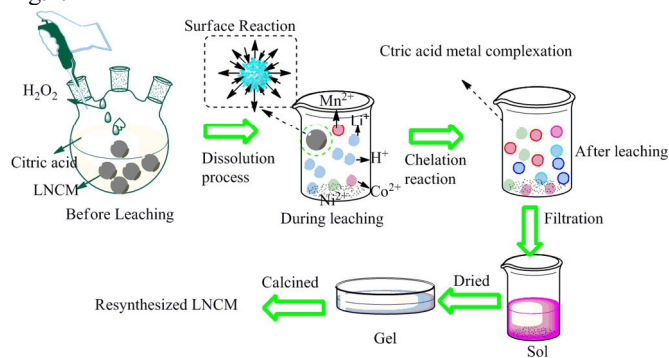 Surface Reaction
Ctric acid metal complexation
H₂O₂
Mn²⁺
Li⁺
Citric acid
Dissolution
process
H⁺
Chelation
reaction
After leaching
LNCM
Ni²⁺
Co²⁺
Before Leaching
During leaching
Filtration
Calcined
Dried
Resynthesized LNCM
Gel
Sol